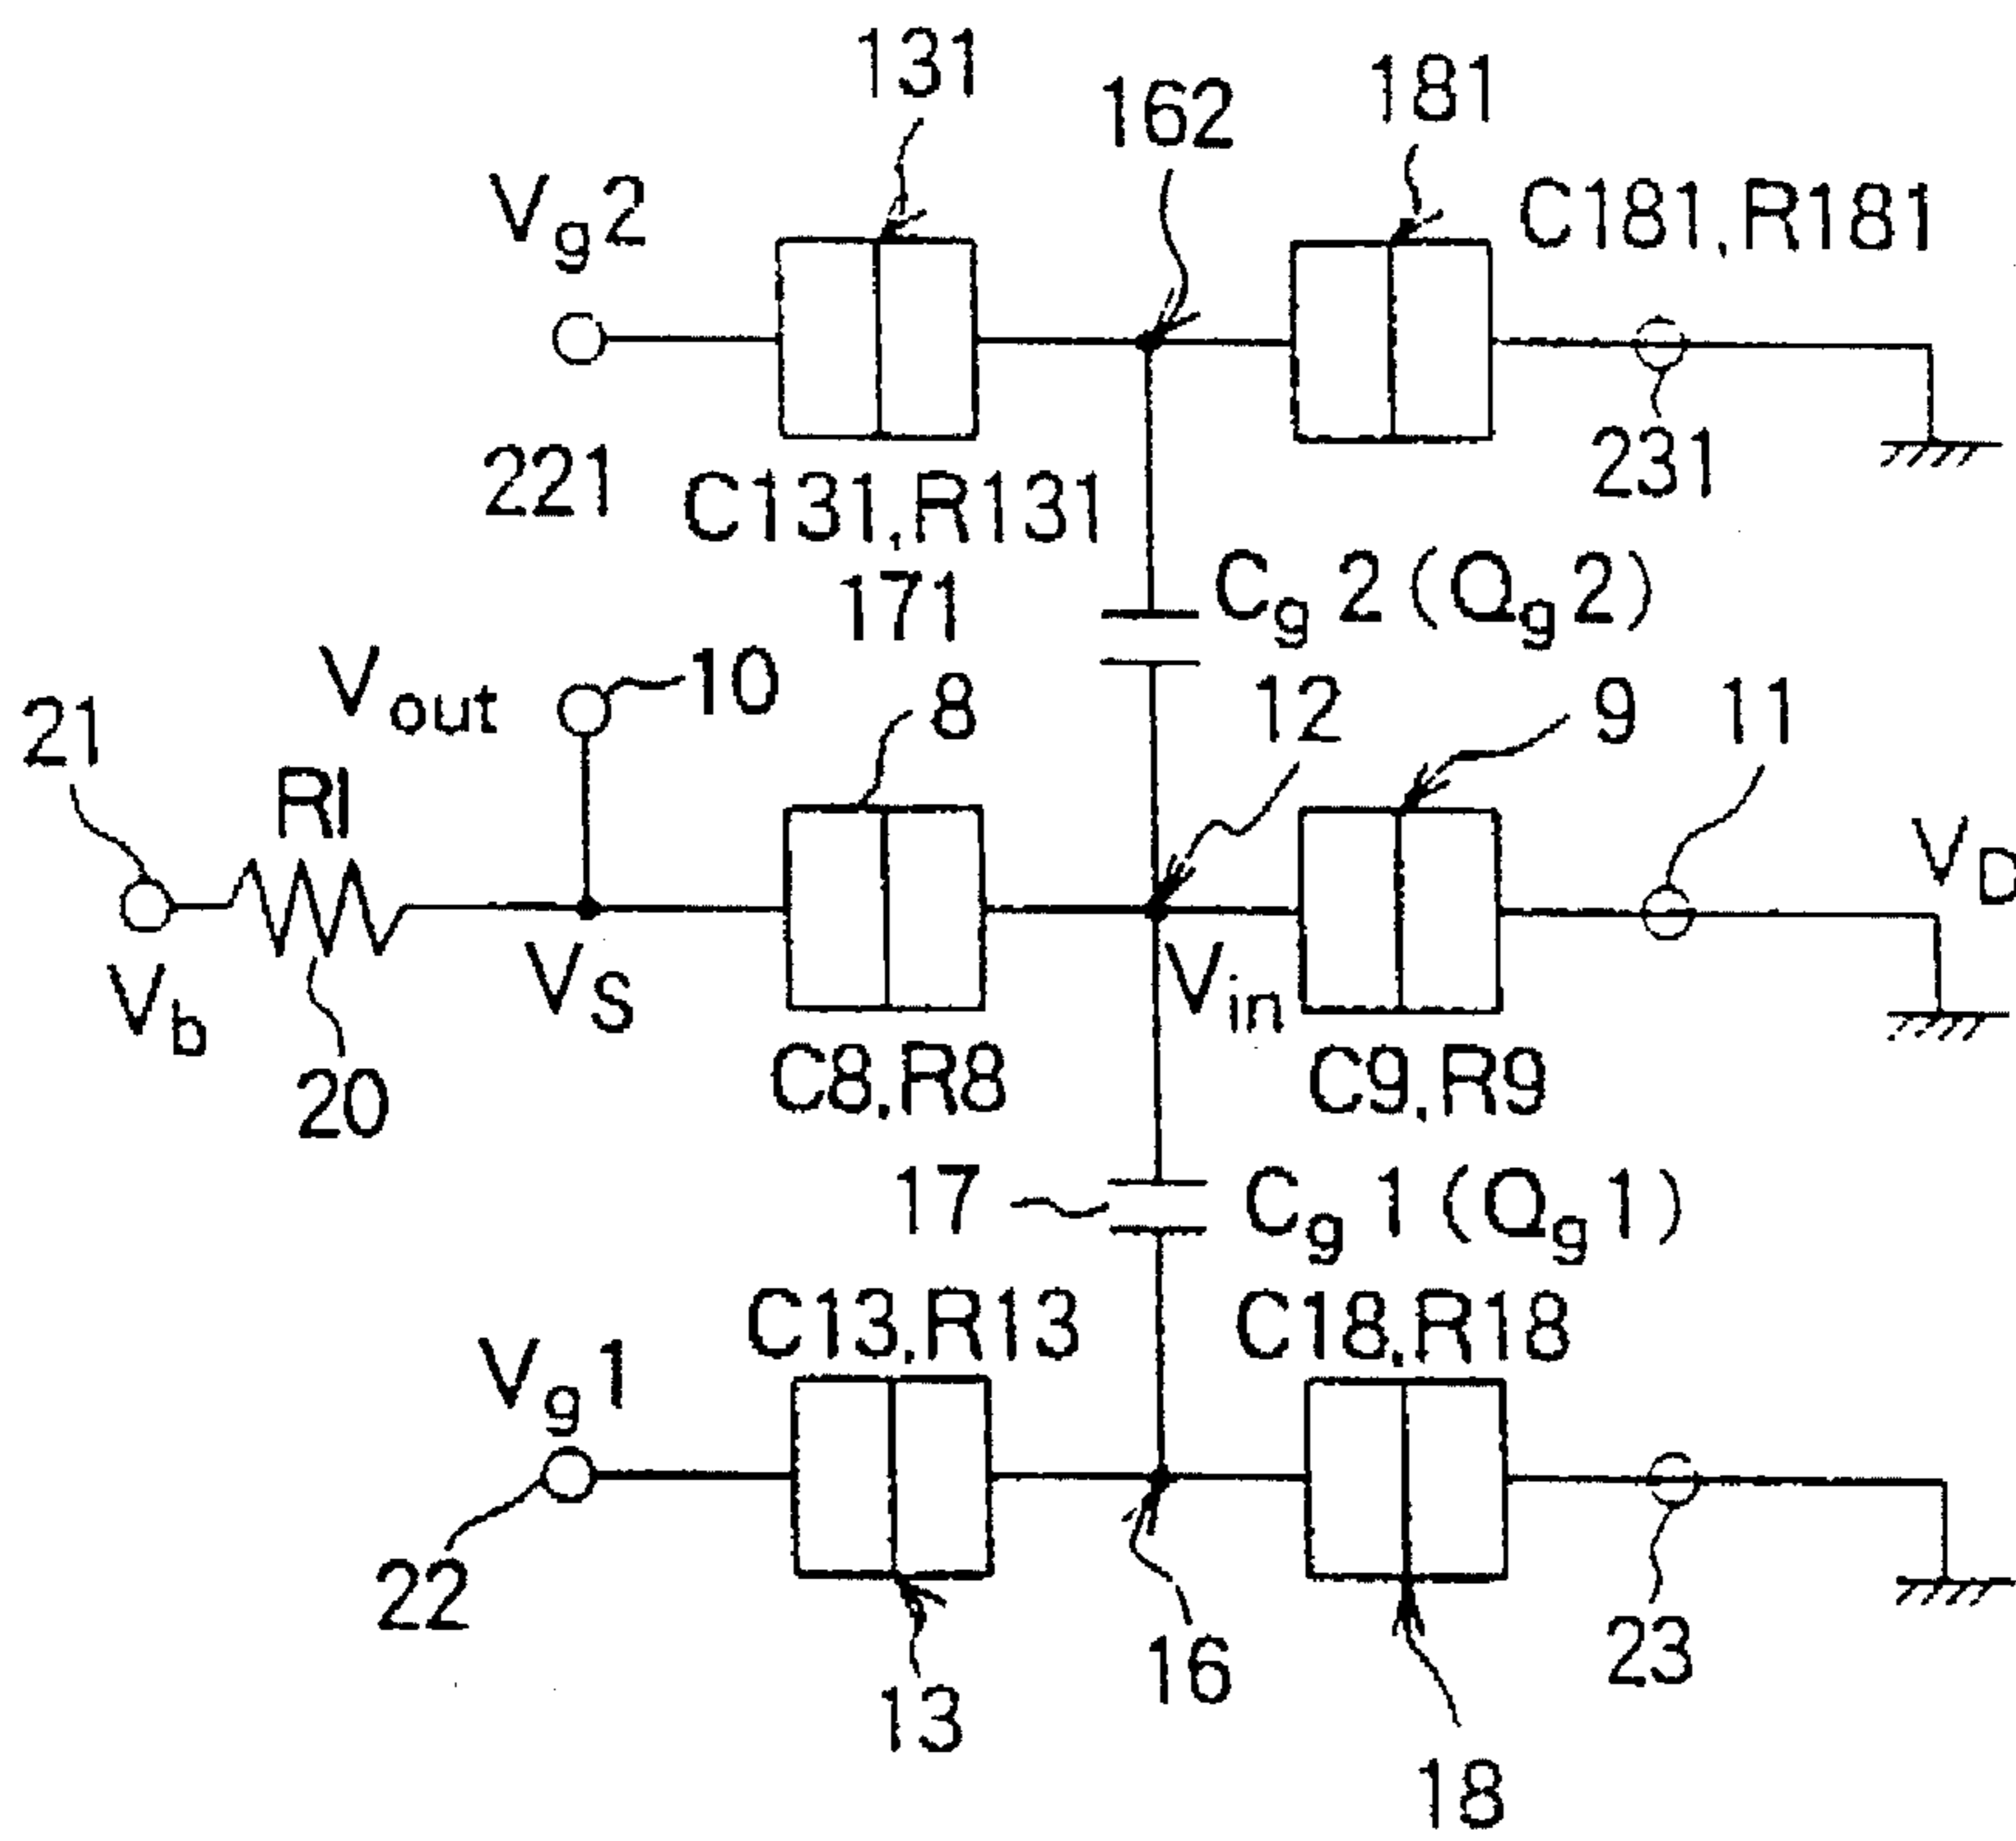 131
162
181
Vg2
C181,R181
221
C131,R131
231
171
Cg2(Qg2)
Vout
10
8
12
9
11
21
Rl
VD
Vb
VS
Vin
20
C8,R8
C9,R9
17
Cg1(Qg1)
C13,R13
C18,R18
Vg1
22
16
23
13
18